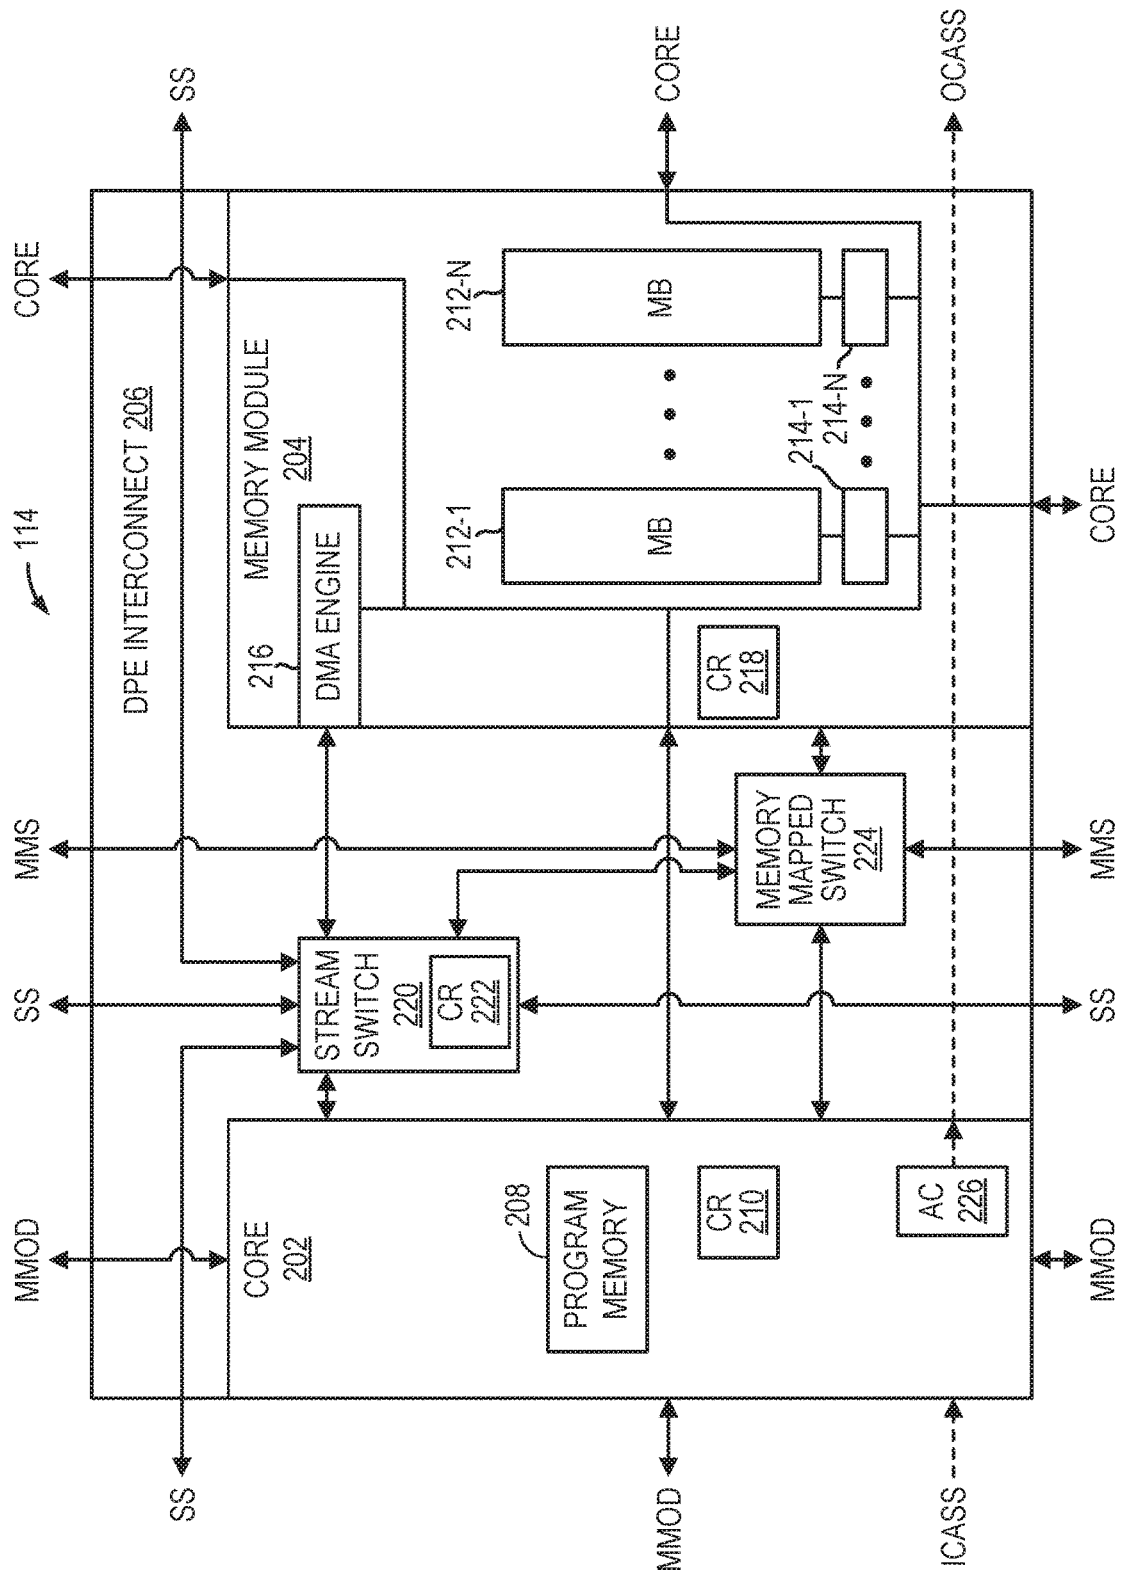 114
SS
MMOD
SS
MMS
CORE
SS
DPE INTERCONNECT 206
CORE
202
208
PROGRAM
MEMORY
CR
210
AC
226
STREAM
SWITCH
220
CR
222
MEMORY
MAPPED
SWITCH
224
216
DMA ENGINE
MEMORY MODULE
204
CR
218
212-1
MB
212-N
MB
214-1
214-N
MMOD
ICASS
CORE
OCASS
MMOD
SS
MMS
CORE